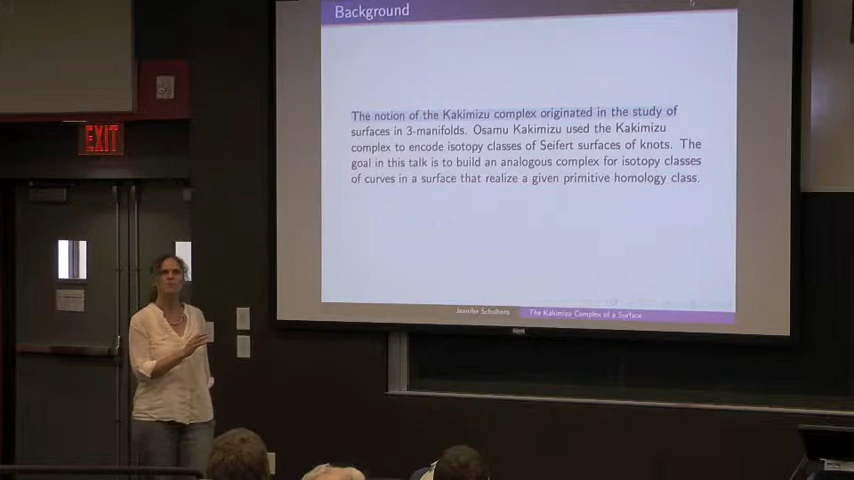 Background
The notion of the Kakimizu complex originated in the study of
surfaces in 3-manifolds. Osamu Kakimizu used the Kakimizu
complex to encode isotopy classes of Seifert surfaces of knots. The
goal in this talk is to build an analogous complex for isotopy classes
of curves in a surface that realize a given primitive homology class.
Jennifer Schultens
The Kakimizu Complex of a Surface
EXIT